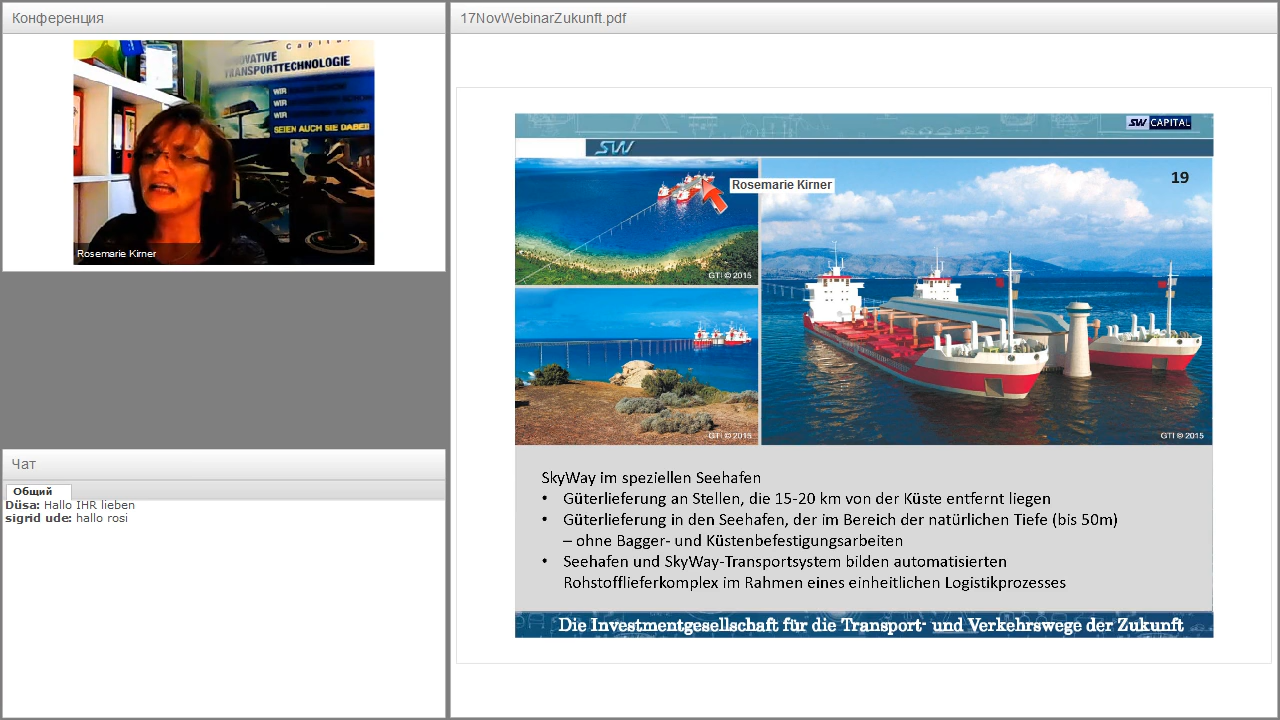 Конференция
Capital
INNOVATIVE
TRANSPORTTECHNOLOGIE
WIR
WIR
WIR
SEIEN AUCH SIE DABEI!
Rosemarie Kirner
Чат
Общий
Düsa: Hallo IHR lieben
sigrid ude: hallo rosi
17NovWebinarZukunft.pdf
SW CAPITAL
SW
Rosemarie Kirner
19
GTI © 2015
GTI © 2015
GTI © 2015
SkyWay im speziellen Seehafen
• Güterlieferung an Stellen, die 15-20 km von der Küste entfernt liegen
• Güterlieferung in den Seehafen, der im Bereich der natürlichen Tiefe (bis 50m)
– ohne Bagger- und Küstenbefestigungsarbeiten
• Seehafen und SkyWay-Transportsystem bilden automatisierten
Rohstofflieferkomplex im Rahmen eines einheitlichen Logistikprozesses
Die Investmentgesellschaft für die Transport- und Verkehrswege der Zukunft